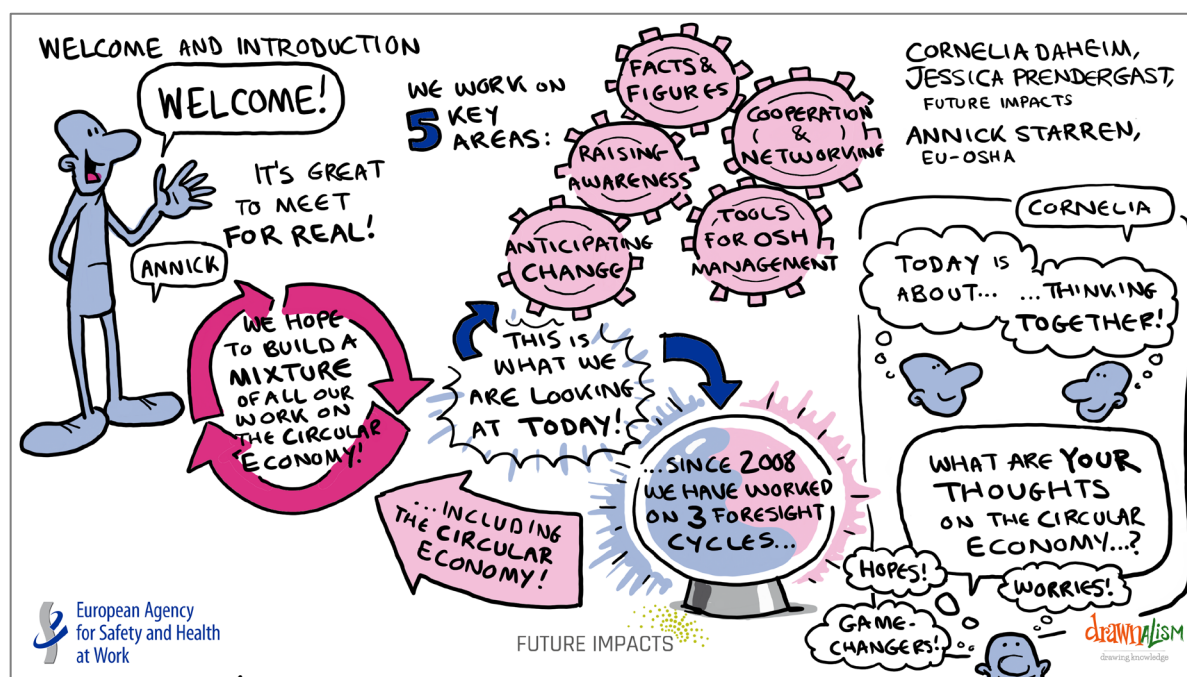 WELCOME AND INTRODUCTION
WELCOME!
IT'S GREAT
TO MEET
FOR REAL!
ANNICK
WE WORK ON
5 KEY
AREAS:
FACTS &
FIGURES
COOPERATION
( & )
NETWORKING
RAISING-
AWARENESS
TOOLS
FOR OSH
MANAGEMENT
ANTICIPATING
CHANGE
CORNELIA DAHEIM,
JESSICA PRENDERGAST,
FUTURE IMPACTS
ANNICK STARREN,
EU-OSHA
WE HOPE
TO BUILD A
MIXTURE
OF ALL OUR
WORK ON
THE CIRCULAR
ECONOMY!
THIS IS
WHAT WE
ARE LOOKING
AT TODAY!
...SINCE 2008
WE HAVE WORKED
ON 3 FORESIGHT
CYCLES...
...INCLUDING
THE CIRCULAR
ECONOMY!
CORNELIA
TODAY IS
ABOUT...
...THINKING
TOGETHER!
WHAT ARE YOUR
THOUGHTS
ON THE CIRCULAR
ECONOMY...?
HOPES!
WORRIES!
GAME-
CHANGERS!
European Agency
for Safety and Health
at Work
FUTURE IMPACTS
drawnalism
drawing knowledge